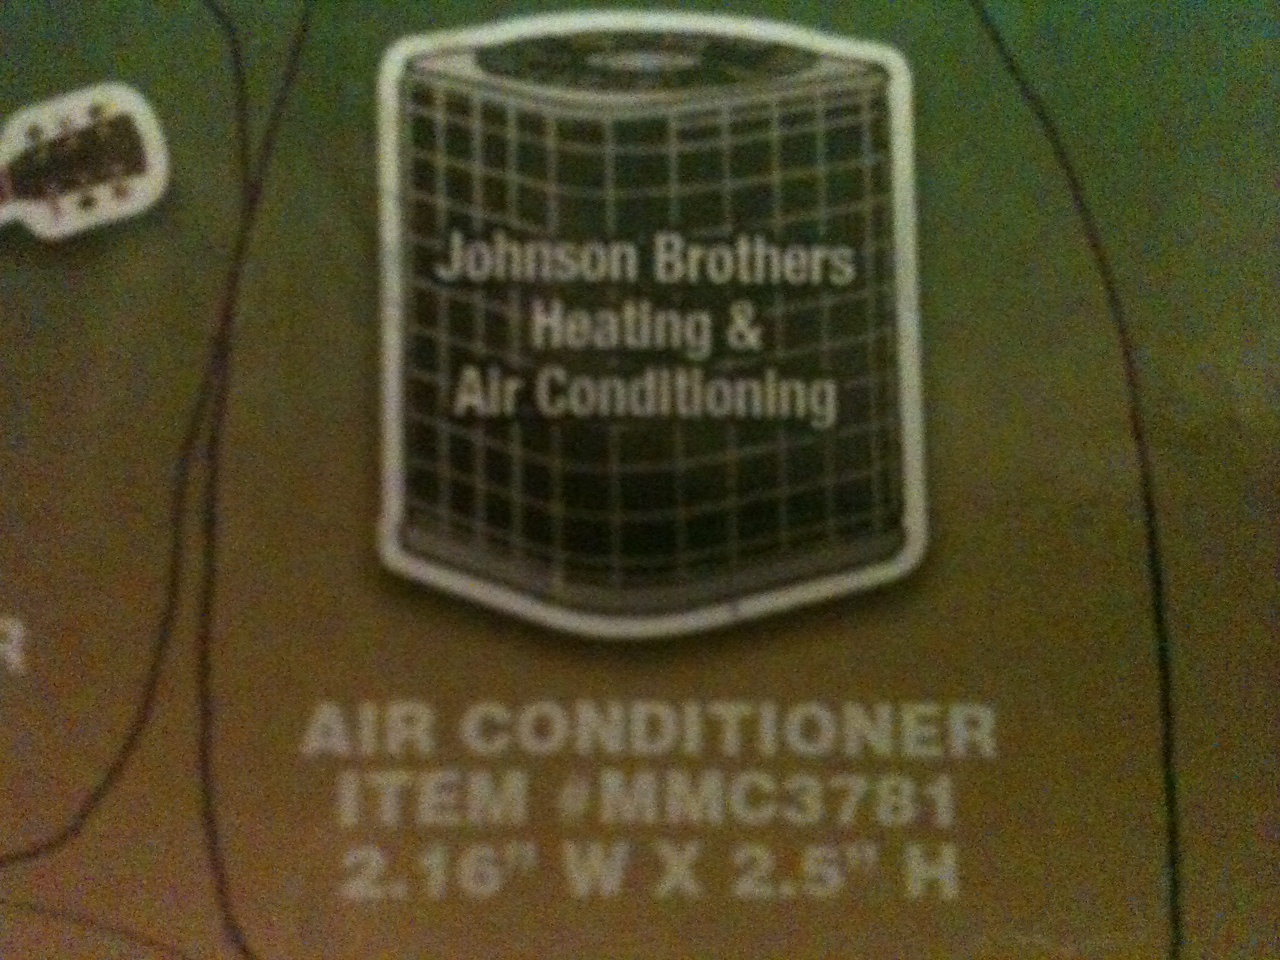 Johnson Brothers
Heating &
Air Conditioning
R
AIR CONDITIONER
ITEM #MMC3781
2.16" W X 2.5" H